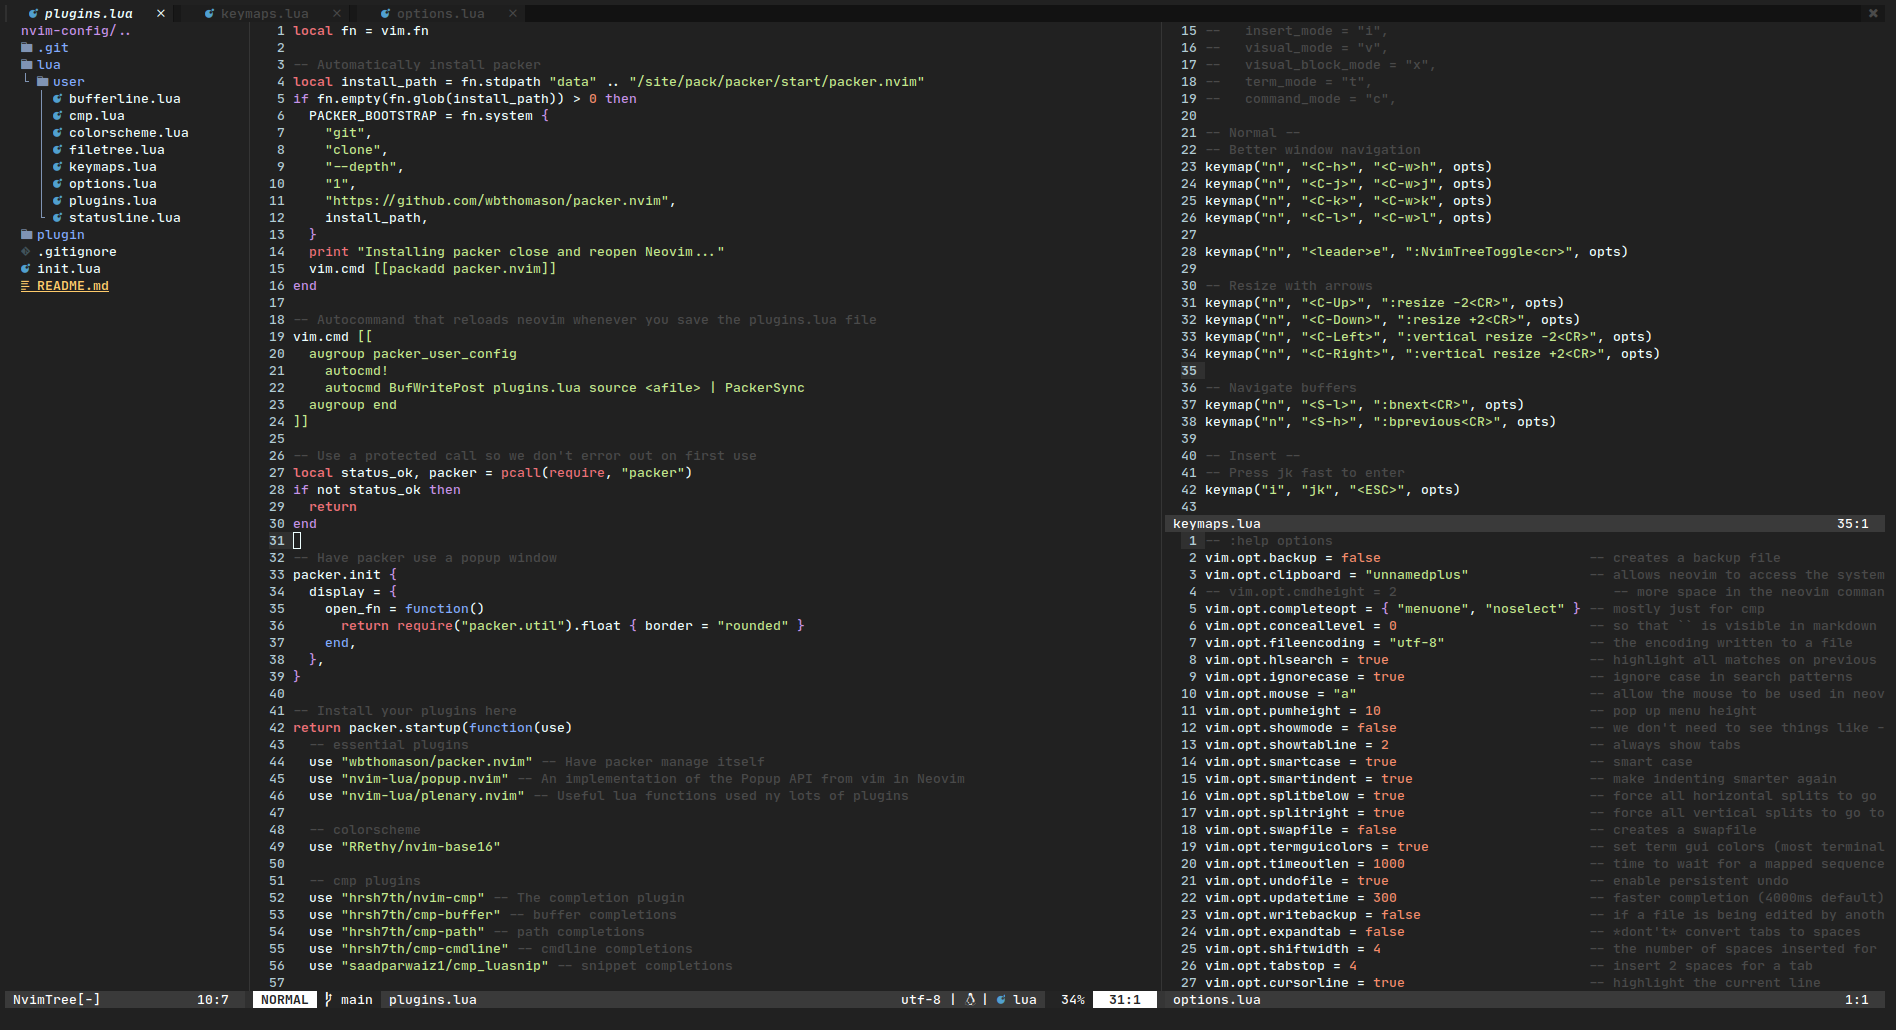 plugins.lua × keymaps.lua × options.lua ×
nvim-config/..
.git
lua
user
bufferline.lua
cmp.lua
colorscheme.lua
filetree.lua
keymaps.lua
options.lua
plugins.lua
statusline.lua
plugin
.gitignore
init.lua
README.md
NvimTree[-] 10:7
1 local fn = vim.fn
2
3 -- Automatically install packer
4 local install_path = fn.stdpath "data" .. "/site/pack/packer/start/packer.nvim"
5 if fn.empty(fn.glob(install_path)) > 0 then
6 PACKER_BOOTSTRAP = fn.system {
7 "git",
8 "clone",
9 "--depth",
10 "1",
11 "https://github.com/wbthomason/packer.nvim",
12 install_path,
13 }
14 print "Installing packer close and reopen Neovim..."
15 vim.cmd [[packadd packer.nvim]]
16 end
17
18 -- Autocommand that reloads neovim whenever you save the plugins.lua file
19 vim.cmd [[
20 augroup packer_user_config
21 autocmd!
22 autocmd BufWritePost plugins.lua source <afile> | PackerSync
23 augroup end
24 ]]
25
26 -- Use a protected call so we don't error out on first use
27 local status_ok, packer = pcall(require, "packer")
28 if not status_ok then
29 return
30 end
31
32 -- Have packer use a popup window
33 packer.init {
34 display = {
35 open_fn = function()
36 return require("packer.util").float { border = "rounded" }
37 end,
38 },
39 }
40
41 -- Install your plugins here
42 return packer.startup(function(use)
43 -- essential plugins
44 use "wbthomason/packer.nvim" -- Have packer manage itself
45 use "nvim-lua/popup.nvim" -- An implementation of the Popup API from vim in Neovim
46 use "nvim-lua/plenary.nvim" -- Useful lua functions used ny lots of plugins
47
48 -- colorscheme
49 use "RRethy/nvim-base16"
50
51 -- cmp plugins
52 use "hrsh7th/nvim-cmp" -- The completion plugin
53 use "hrsh7th/cmp-buffer" -- buffer completions
54 use "hrsh7th/cmp-path" -- path completions
55 use "hrsh7th/cmp-cmdline" -- cmdline completions
56 use "saadparwaiz1/cmp_luasnip" -- snippet completions
57
NORMAL main plugins.lua utf-8 | | lua 34% 31:1
15 -- insert_mode = "i",
16 -- visual_mode = "v",
17 -- visual_block_mode = "x",
18 -- term_mode = "t",
19 -- command_mode = "c",
20
21 -- Normal --
22 -- Better window navigation
23 keymap("n", "<C-h>", "<C-w>h", opts)
24 keymap("n", "<C-j>", "<C-w>j", opts)
25 keymap("n", "<C-k>", "<C-w>k", opts)
26 keymap("n", "<C-l>", "<C-w>l", opts)
27
28 keymap("n", "<leader>e", ":NvimTreeToggle<cr>", opts)
29
30 -- Resize with arrows
31 keymap("n", "<C-Up>", ":resize -2<CR>", opts)
32 keymap("n", "<C-Down>", ":resize +2<CR>", opts)
33 keymap("n", "<C-Left>", ":vertical resize -2<CR>", opts)
34 keymap("n", "<C-Right>", ":vertical resize +2<CR>", opts)
35
36 -- Navigate buffers
37 keymap("n", "<S-l>", ":bnext<CR>", opts)
38 keymap("n", "<S-h>", ":bprevious<CR>", opts)
39
40 -- Insert --
41 -- Press jk fast to enter
42 keymap("i", "jk", "<ESC>", opts)
43
keymaps.lua 35:1
1 -- :help options
2 vim.opt.backup = false -- creates a backup file
3 vim.opt.clipboard = "unnamedplus" -- allows neovim to access the system
4 -- vim.opt.cmdheight = 2 -- more space in the neovim comman
5 vim.opt.completeopt = { "menuone", "noselect" } -- mostly just for cmp
6 vim.opt.conceallevel = 0 -- so that `` is visible in markdown
7 vim.opt.fileencoding = "utf-8" -- the encoding written to a file
8 vim.opt.hlsearch = true -- highlight all matches on previous
9 vim.opt.ignorecase = true -- ignore case in search patterns
10 vim.opt.mouse = "a" -- allow the mouse to be used in neov
11 vim.opt.pumheight = 10 -- pop up menu height
12 vim.opt.showmode = false -- we don't need to see things like -
13 vim.opt.showtabline = 2 -- always show tabs
14 vim.opt.smartcase = true -- smart case
15 vim.opt.smartindent = true -- make indenting smarter again
16 vim.opt.splitbelow = true -- force all horizontal splits to go
17 vim.opt.splitright = true -- force all vertical splits to go to
18 vim.opt.swapfile = false -- creates a swapfile
19 vim.opt.termguicolors = true -- set term gui colors (most terminal
20 vim.opt.timeoutlen = 1000 -- time to wait for a mapped sequence
21 vim.opt.undofile = true -- enable persistent undo
22 vim.opt.updatetime = 300 -- faster completion (4000ms default)
23 vim.opt.writebackup = false -- if a file is being edited by anoth
24 vim.opt.expandtab = false -- *dont't* convert tabs to spaces
25 vim.opt.shiftwidth = 4 -- the number of spaces inserted for
26 vim.opt.tabstop = 4 -- insert 2 spaces for a tab
27 vim.opt.cursorline = true -- highlight the current line
options.lua 1:1